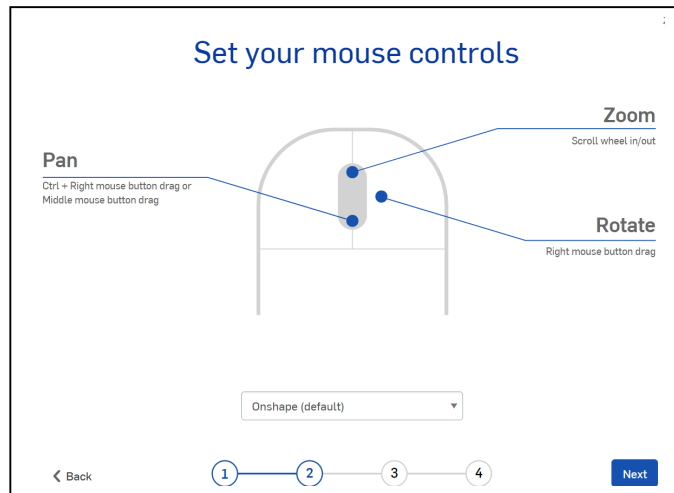 Set your mouse controls
Zoom
Scroll wheel in/out
Pan
Ctrl + Right mouse button drag or
Middle mouse button drag
Rotate
Right mouse button drag
Onshape (default)
Back
1
2
3
4
Next